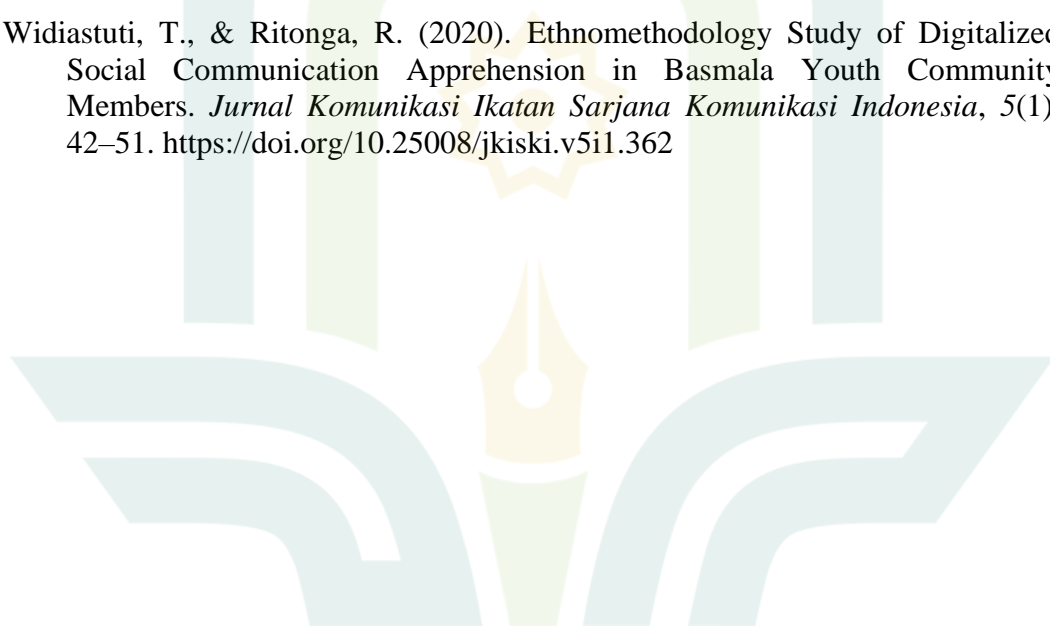 Widiastuti, T., & Ritonga, R. (2020). Ethnomethodology Study of Digitalized
Social Communication Apprehension in Basmala Youth Community
Members. Jurnal Komunikasi Ikatan Sarjana Komunikasi Indonesia, 5(1)
42–51. https://doi.org/10.25008/jkiski.v5i1.362